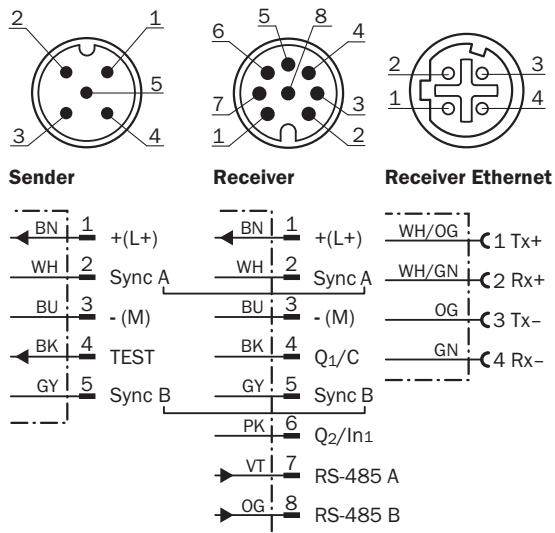 2 1 5 3 4
5 8 6 4 7 3 1 2
2 3 1 4
Sender
BN 1 +(L+)
WH 2 Sync A
BU 3 - (M)
BK 4 TEST
GY 5 Sync B
Receiver
BN 1 +(L+)
WH 2 Sync A
BU 3 - (M)
BK 4 Q1/C
GY 5 Sync B
PK 6 Q2/In1
VT 7 RS-485 A
OG 8 RS-485 B
Receiver Ethernet
WH/OG 1 Tx+
WH/GN 2 Rx+
OG 3 Tx–
GN 4 Rx–